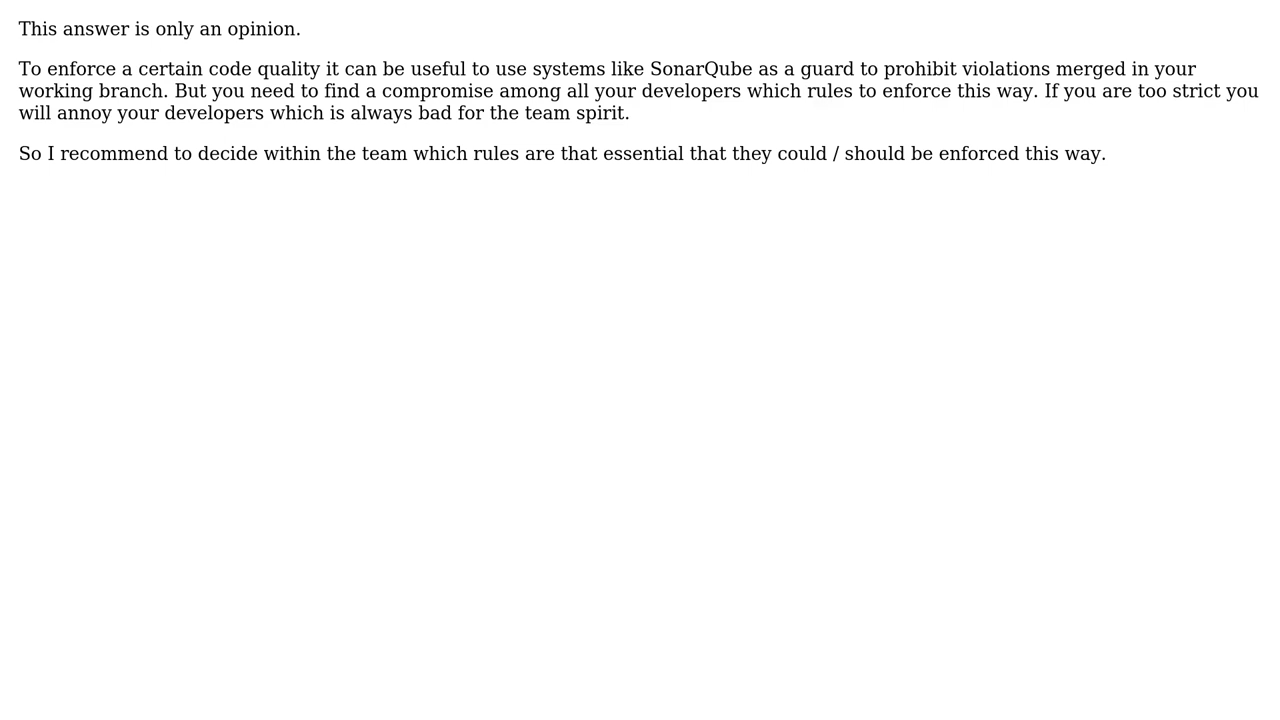 This answer is only an opinion.
To enforce a certain code quality it can be useful to use systems like SonarQube as a guard to prohibit violations merged in your
working branch. But you need to find a compromise among all your developers which rules to enforce this way. If you are too strict you
will annoy your developers which is always bad for the team spirit.
So I recommend to decide within the team which rules are that essential that they could / should be enforced this way.